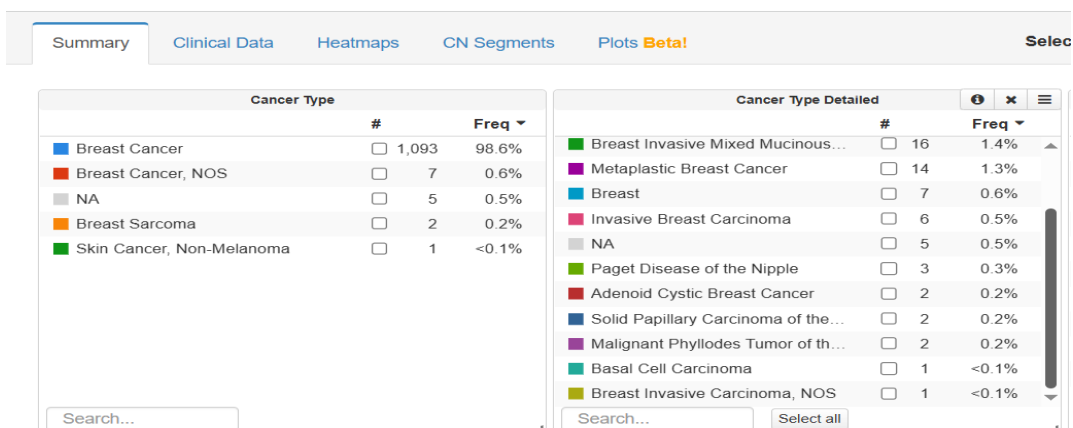 Summary Clinical Data Heatmaps CN Segments Plots Beta! Selec
Cancer Type
# Freq
Breast Cancer 1,093 98.6%
Breast Cancer, NOS 7 0.6%
NA 5 0.5%
Breast Sarcoma 2 0.2%
Skin Cancer, Non-Melanoma 1 <0.1%
Search...
Cancer Type Detailed
# Freq
Breast Invasive Mixed Mucinous... 16 1.4%
Metaplastic Breast Cancer 14 1.3%
Breast 7 0.6%
Invasive Breast Carcinoma 6 0.5%
NA 5 0.5%
Paget Disease of the Nipple 3 0.3%
Adenoid Cystic Breast Cancer 2 0.2%
Solid Papillary Carcinoma of the... 2 0.2%
Malignant Phyllodes Tumor of th... 2 0.2%
Basal Cell Carcinoma 1 <0.1%
Breast Invasive Carcinoma, NOS 1 <0.1%
Search... Select all